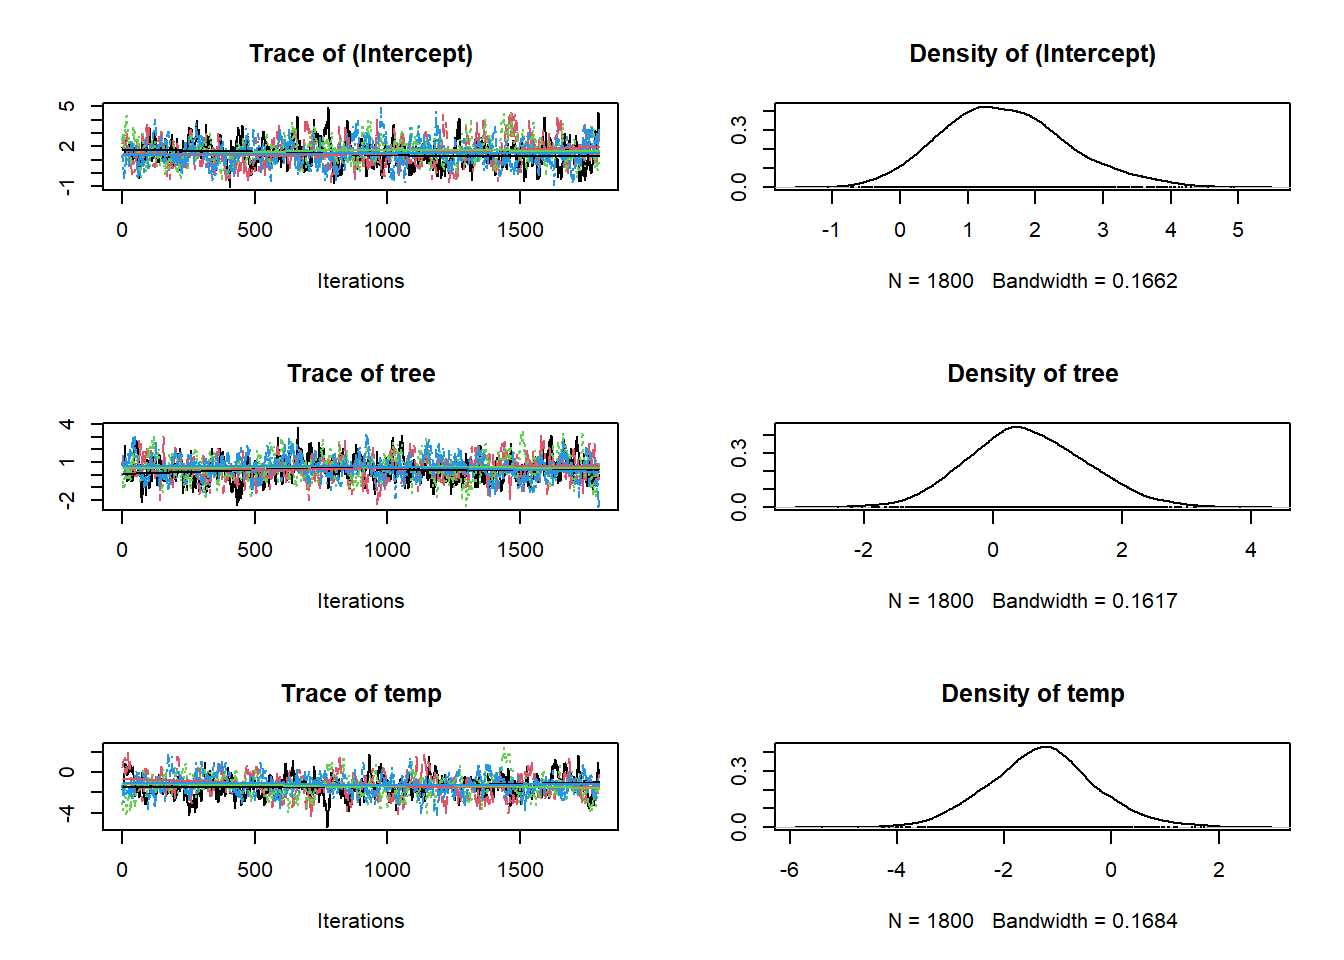 Trace of (Intercept)
5
2
-1
0 500 1000 1500
Iterations
Density of (Intercept)
0.3
0.0
-1 0 1 2 3 4 5
N = 1800 Bandwidth = 0.1662
Trace of tree
4
1
-2
0 500 1000 1500
Iterations
Density of tree
0.3
0.0
-2 0 2 4
N = 1800 Bandwidth = 0.1617
Trace of temp
0
-4
0 500 1000 1500
Iterations
Density of temp
0.3
0.0
-6 -4 -2 0 2
N = 1800 Bandwidth = 0.1684